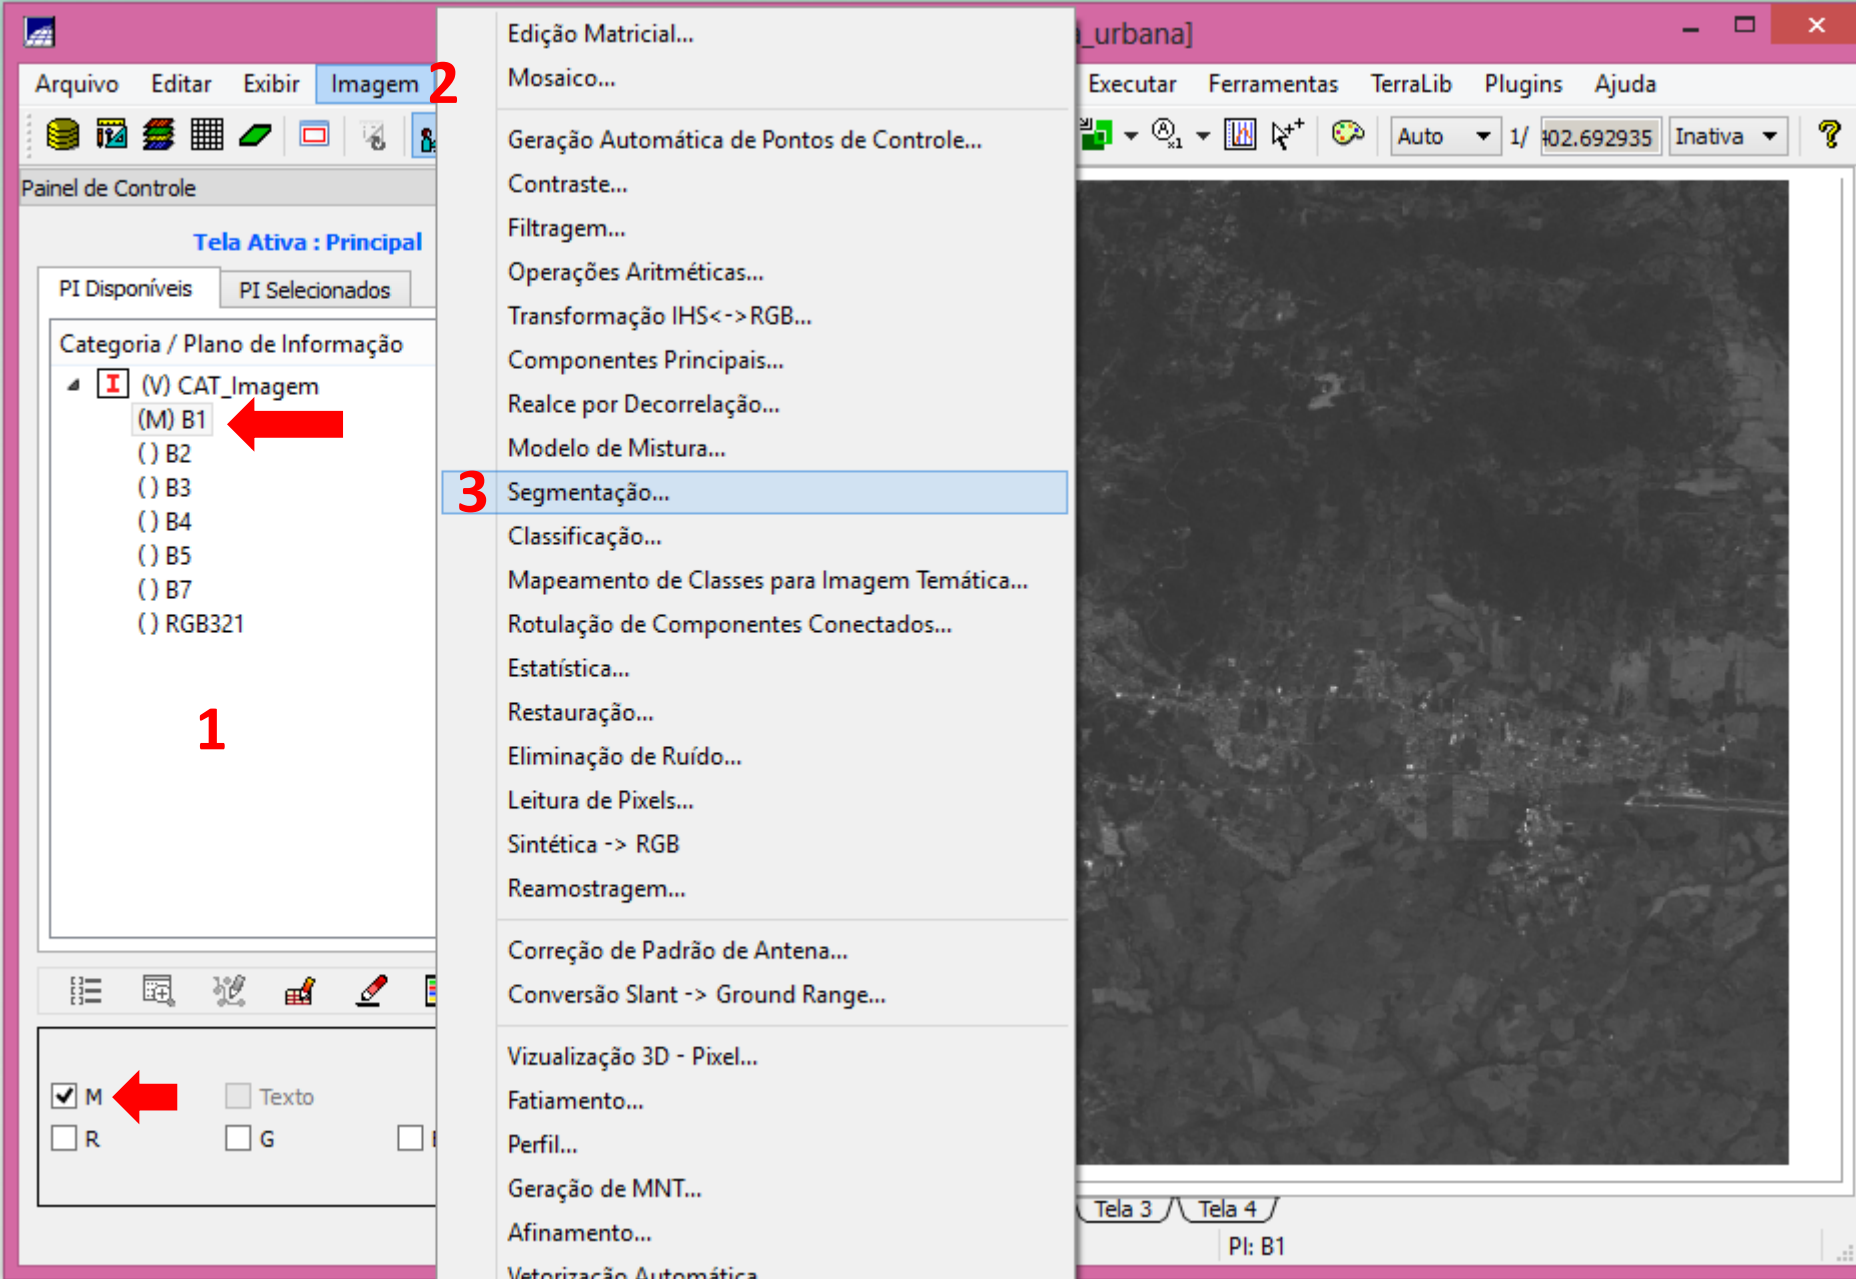 _urbana]
Arquivo Editar Exibir Imagem 2 Executar Ferramentas TerraLib Plugins Ajuda
Auto 1/ 402.692935 Inativa
Painel de Controle
Tela Ativa : Principal
PI Disponíveis PI Selecionados
Categoria / Plano de Informação
I (V) CAT_Imagem
(M) B1
() B2
() B3
() B4
() B5
() B7
() RGB321
1
M Texto
R G
Edição Matricial...
Mosaico...
Geração Automática de Pontos de Controle...
Contraste...
Filtragem...
Operações Aritméticas...
Transformação IHS<->RGB...
Componentes Principais...
Realce por Decorrelação...
Modelo de Mistura...
3 Segmentação...
Classificação...
Mapeamento de Classes para Imagem Temática...
Rotulação de Componentes Conectados...
Estatística...
Restauração...
Eliminação de Ruído...
Leitura de Pixels...
Sintética -> RGB
Reamostragem...
Correção de Padrão de Antena...
Conversão Slant -> Ground Range...
Vizualização 3D - Pixel...
Fatiamento...
Perfil...
Geração de MNT...
Afinamento...
Vetorização Automática
Tela 3 Tela 4
PI: B1